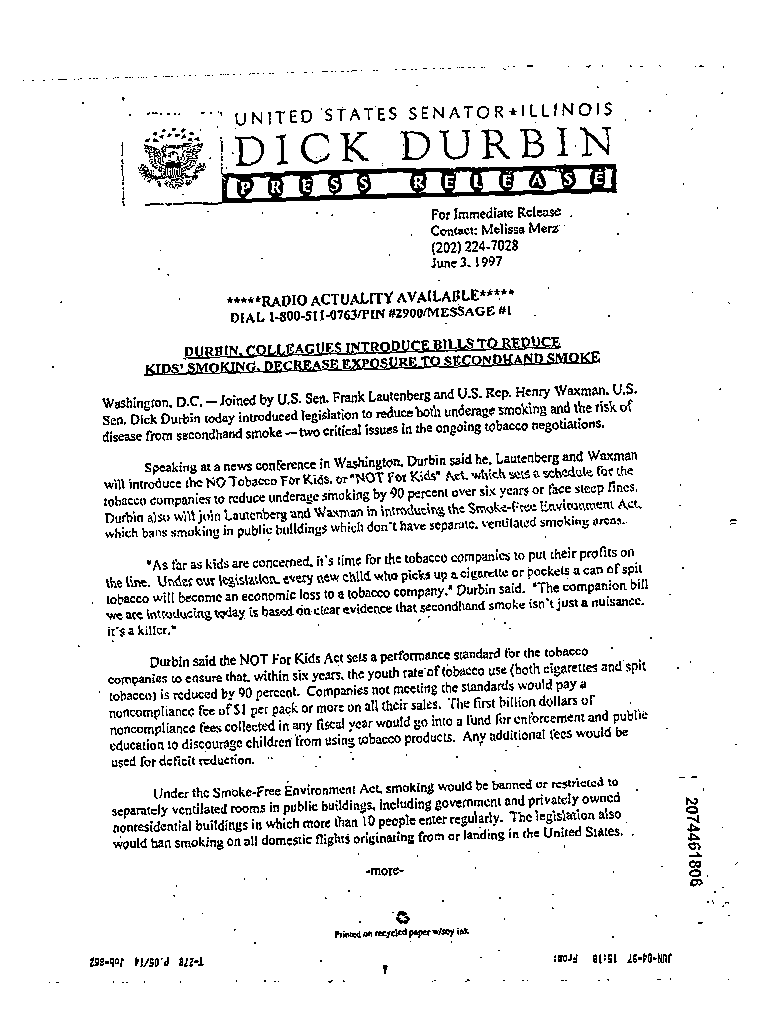 UNITED STATES SENATOR★ILLINOIS
DICK DURBIN
PRESS RELEASE
For Immediate Release
Contact: Melissa Merz
(202) 224-7028
June 3, 1997
*****RADIO ACTUALITY AVAILABLE*****
DIAL 1-800-511-0763/PIN #2900/MESSAGE #1
DURBIN, COLLEAGUES INTRODUCE BILLS TO REDUCE
KIDS' SMOKING, DECREASE EXPOSURE TO SECONDHAND SMOKE
Washington, D.C. — Joined by U.S. Sen. Frank Lautenberg and U.S. Rep. Henry Waxman, U.S.
Sen. Dick Durbin today introduced legislation to reduce both underage smoking and the risk of
disease from secondhand smoke — two critical issues in the ongoing tobacco negotiations.
Speaking at a news conference in Washington, Durbin said he, Lautenberg and Waxman
will introduce the NO Tobacco For Kids, or "NOT For Kids" Act, which sets a schedule for the
tobacco companies to reduce underage smoking by 90 percent over six years or face steep fines.
Durbin also will join Lautenberg and Waxman in introducing the Smoke-Free Environment Act,
which bans smoking in public buildings which don't have separate, ventilated smoking areas.
"As far as kids are concerned, it's time for the tobacco companies to put their profits on
the line. Under our legislation, every new child who picks up a cigarette or pockets a can of spit
tobacco will become an economic loss to a tobacco company," Durbin said. "The companion bill
we are introducing today is based on clear evidence that secondhand smoke isn't just a nuisance,
it's a killer."
Durbin said the NOT For Kids Act sets a performance standard for the tobacco
companies to ensure that, within six years, the youth rate of tobacco use (both cigarettes and spit
tobacco) is reduced by 90 percent. Companies not meeting the standards would pay a
noncompliance fee of $1 per pack or more on all their sales. The first billion dollars of
noncompliance fees collected in any fiscal year would go into a fund for enforcement and public
education to discourage children from using tobacco products. Any additional fees would be
used for deficit reduction.
Under the Smoke-Free Environment Act, smoking would be banned or restricted to
separately ventilated rooms in public buildings, including government and privately owned
nonresidential buildings in which more than 10 people enter regularly. The legislation also
would ban smoking on all domestic flights originating from or landing in the United States.
-more-
Printed on recycled paper w/soy ink
2074461806
JUN-04-97 15:18 From:
T-278 P.05/14 Job-862